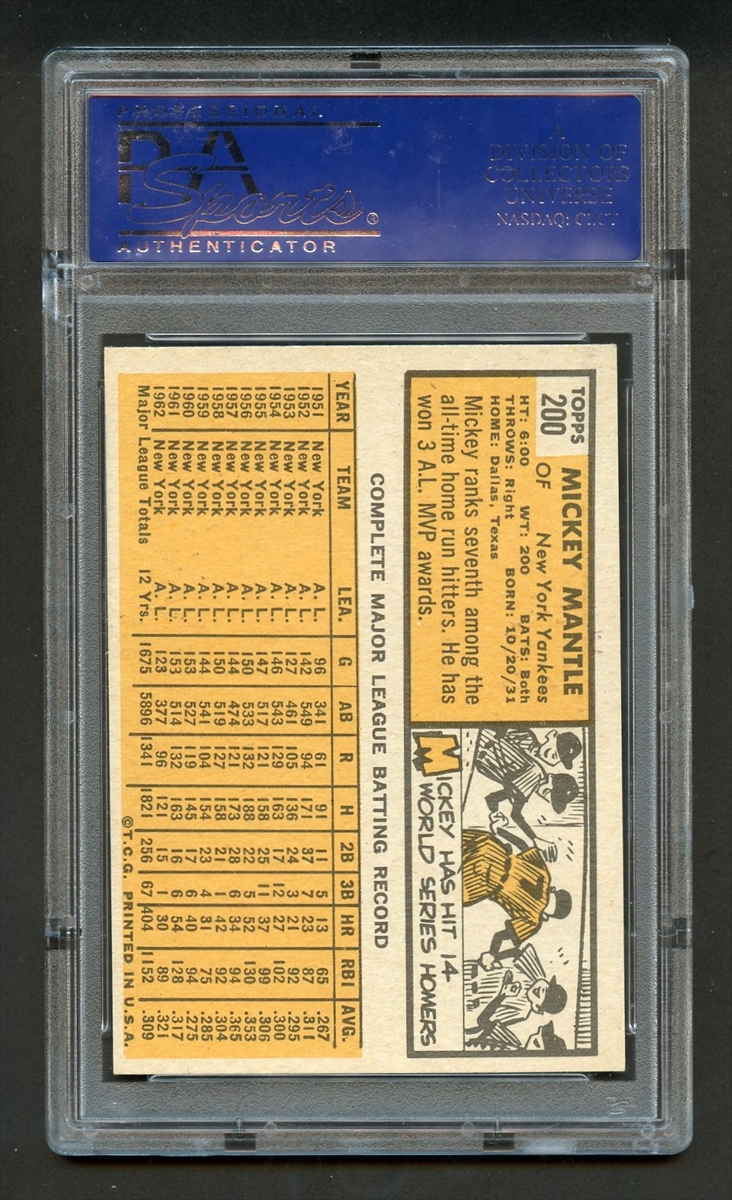 PROFESSIONAL
PSA
Sports®
AUTHENTICATOR
A
DIVISION OF
COLLECTORS
UNIVERSE
NASDAQ: CLCT
TOPPS
200
MICKEY MANTLE
OF New York Yankees
HT: 6:00 WT: 200 BATS: Both
THROWS: Right BORN: 10/20/31
HOME: Dallas, Texas
Mickey ranks seventh among the
all-time home run hitters. He has
won 3 A.L. MVP awards.
7
MICKEY HAS HIT 14
WORLD SERIES HOMERS
COMPLETE MAJOR LEAGUE BATTING RECORD
YEAR TEAM LEA. G AB R H 2B 3B HR RBI AVG.
1951 New York A. L. 96 341 61 91 11 5 13 65 .267
1952 New York A. L. 142 549 94 171 37 7 23 87 .311
1953 New York A. L. 127 461 105 136 24 3 21 92 .295
1954 New York A. L. 146 543 129 163 17 12 27 102 .300
1955 New York A. L. 147 517 121 158 25 11 37 99 .306
1956 New York A. L. 150 533 132 188 22 5 52 130 .353
1957 New York A. L. 144 474 121 173 28 6 34 94 .365
1958 New York A. L. 150 519 127 158 21 1 42 97 .304
1959 New York A. L. 144 541 104 154 23 4 31 75 .285
1960 New York A. L. 153 527 119 145 17 6 40 94 .275
1961 New York A. L. 153 514 132 163 16 6 54 128 .317
1962 New York A. L. 123 377 96 121 15 1 30 89 .321
Major League Totals 12 Yrs. 1675 5896 1341 1821 256 67 404 1152 .309
©T.C.G. PRINTED IN U.S.A.